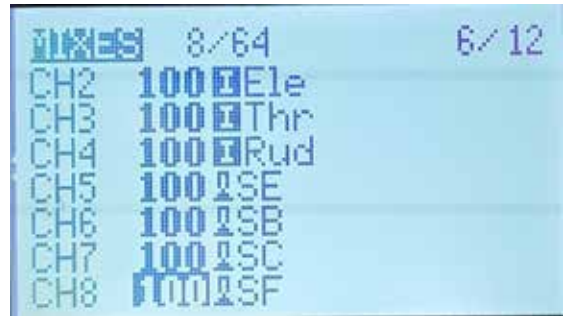 MIXES 8/64 6/12
CH2 100 I Ele
CH3 100 I Thr
CH4 100 I Rud
CH5 100 SE
CH6 100 SB
CH7 100 SC
CH8 100 SF